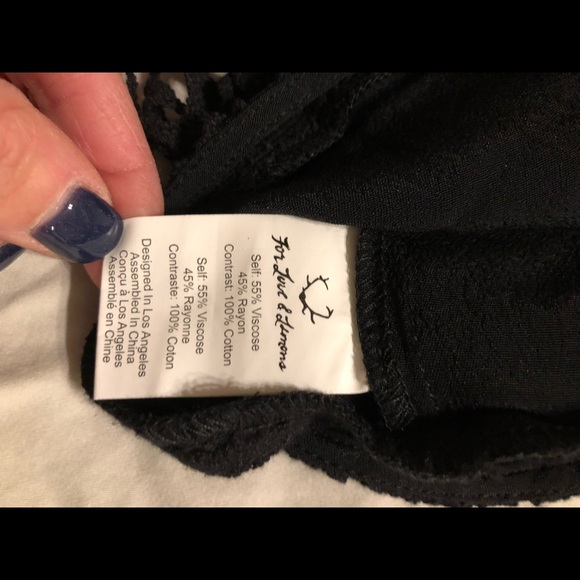 For Love & Lemons
Self: 55% Viscose
45% Rayon
Contrast: 100% Cotton
Self: 55% Viscose
45% Rayonne
Contraste: 100% Coton
Designed In Los Angeles
Assembled In China
Conçu à Los Angeles
Assemblé en Chine